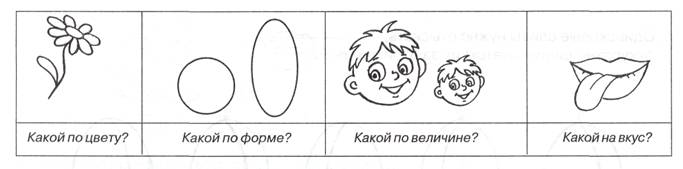 Какой по цвету?
Какой по форме?
Какой по величине?
Какой на вкус?